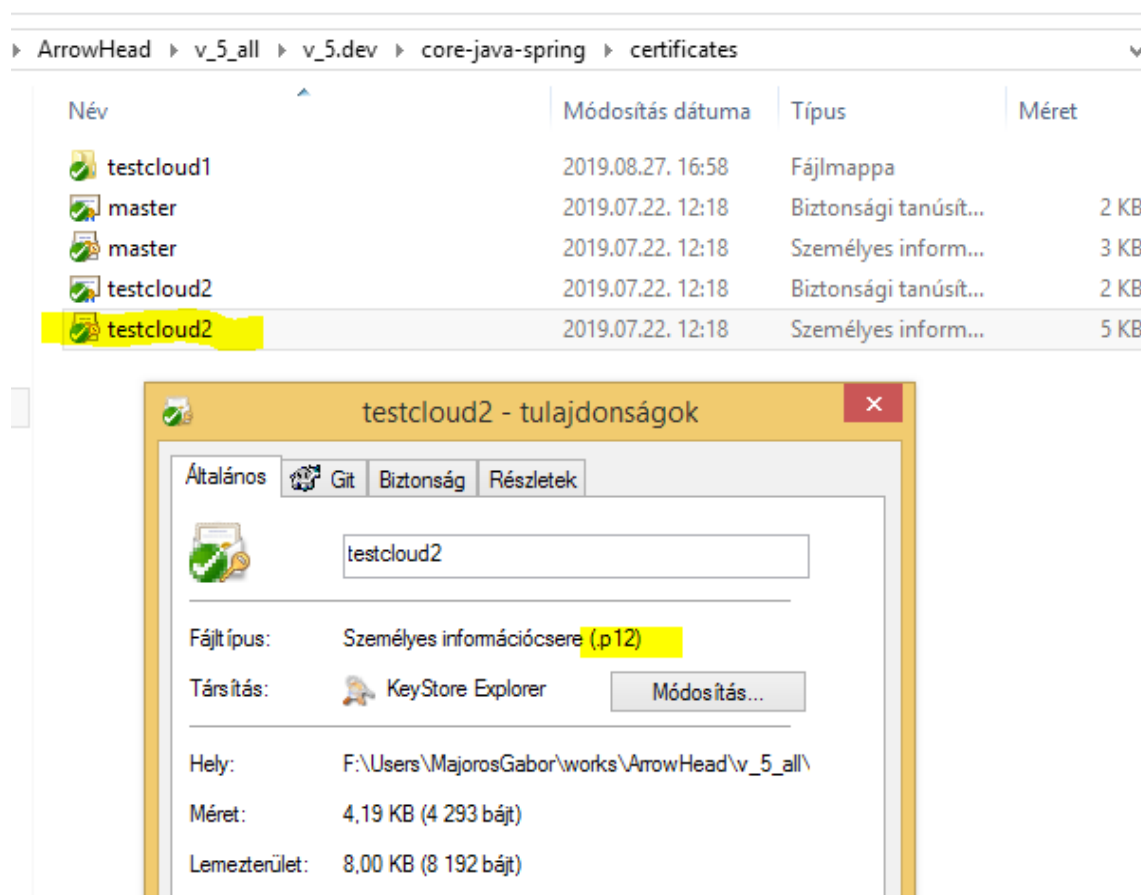 ArrowHead v_5_all v_5.dev core-java-spring certificates
Név Módosítás dátuma Típus Méret
testcloud1 2019.08.27. 16:58 Fájlmappa
master 2019.07.22. 12:18 Biztonsági tanúsít... 2 KB
master 2019.07.22. 12:18 Személyes inform... 3 KB
testcloud2 2019.07.22. 12:18 Biztonsági tanúsít... 2 KB
testcloud2 2019.07.22. 12:18 Személyes inform... 5 KB
testcloud2 - tulajdonságok
Általános Git Biztonság Részletek
testcloud2
Fájltípus: Személyes információcsere (.p12)
Társítás: KeyStore Explorer Módosítás...
Hely: F:\Users\MajorosGabor\works\ArrowHead\v_5_all\
Méret: 4,19 KB (4 293 bájt)
Lemezterület: 8,00 KB (8 192 bájt)